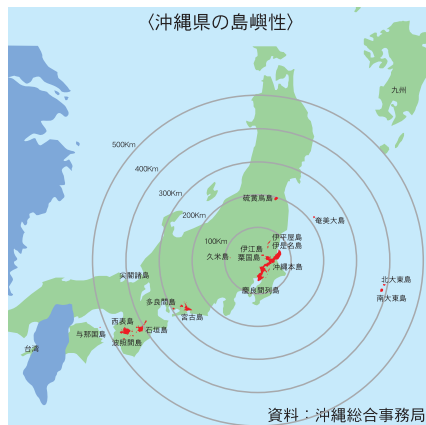 〈沖縄県の島嶼性〉
九州
500Km
400Km
300Km
200Km
100Km
硫黄鳥島
奄美大島
伊平屋島
伊是名島
伊江島
粟国島
久米島
沖縄本島
慶良間列島
尖閣諸島
北大東島
南大東島
多良間島
宮古島
西表島
石垣島
与那国島
波照間島
台湾
資料：沖縄総合事務局